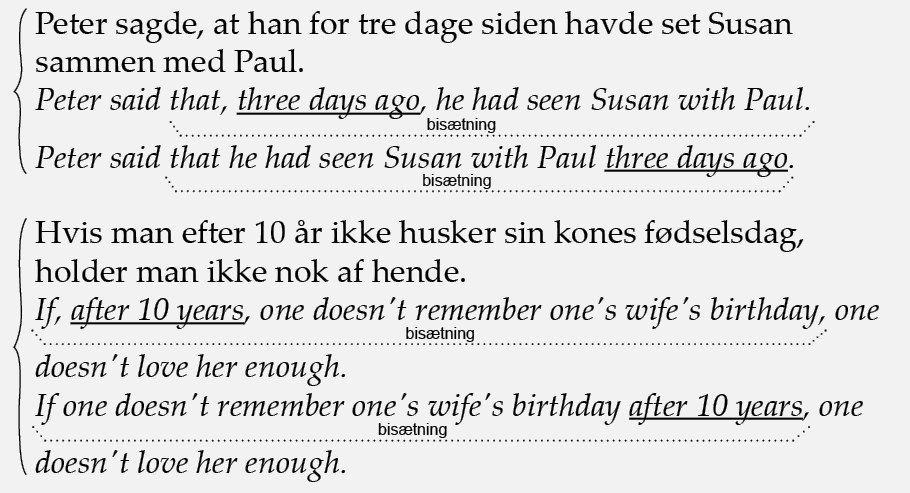 Peter sagde, at han for tre dage siden havde set Susan
sammen med Paul.
Peter said that, three days ago, he had seen Susan with Paul.
bisætning
Peter said that he had seen Susan with Paul three days ago.
bisætning
Hvis man efter 10 år ikke husker sin kones fødselsdag,
holder man ikke nok af hende.
If, after 10 years, one doesn't remember one's wife's birthday, one
bisætning
doesn't love her enough.
If one doesn't remember one's wife's birthday after 10 years, one
bisætning
doesn't love her enough.